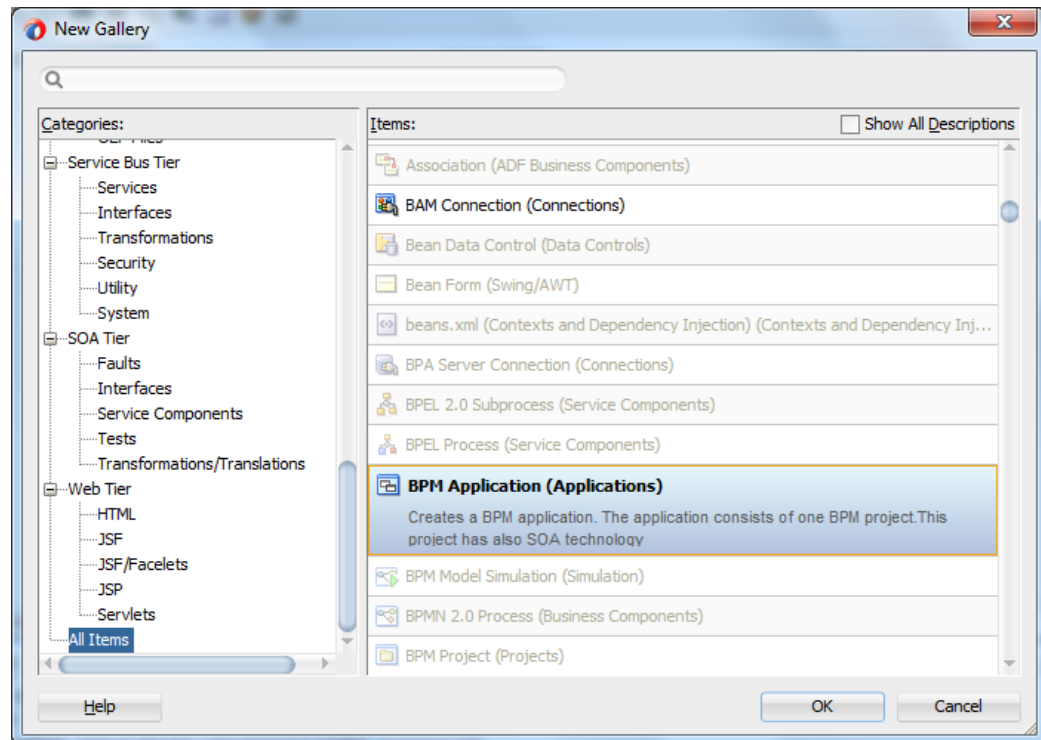 New Gallery
Categories:
Service Bus Tier
Services
Interfaces
Transformations
Security
Utility
System
SOA Tier
Faults
Interfaces
Service Components
Tests
Transformations/Translations
Web Tier
HTML
JSF
JSF/Facelets
JSP
Servlets
All Items
Items:
Show All Descriptions
Association (ADF Business Components)
BAM Connection (Connections)
Bean Data Control (Data Controls)
Bean Form (Swing/AWT)
beans.xml (Contexts and Dependency Injection) (Contexts and Dependency Inj...
BPA Server Connection (Connections)
BPEL 2.0 Subprocess (Service Components)
BPEL Process (Service Components)
BPM Application (Applications)
Creates a BPM application. The application consists of one BPM project.This
project has also SOA technology
BPM Model Simulation (Simulation)
BPMN 2.0 Process (Business Components)
BPM Project (Projects)
Help
OK
Cancel